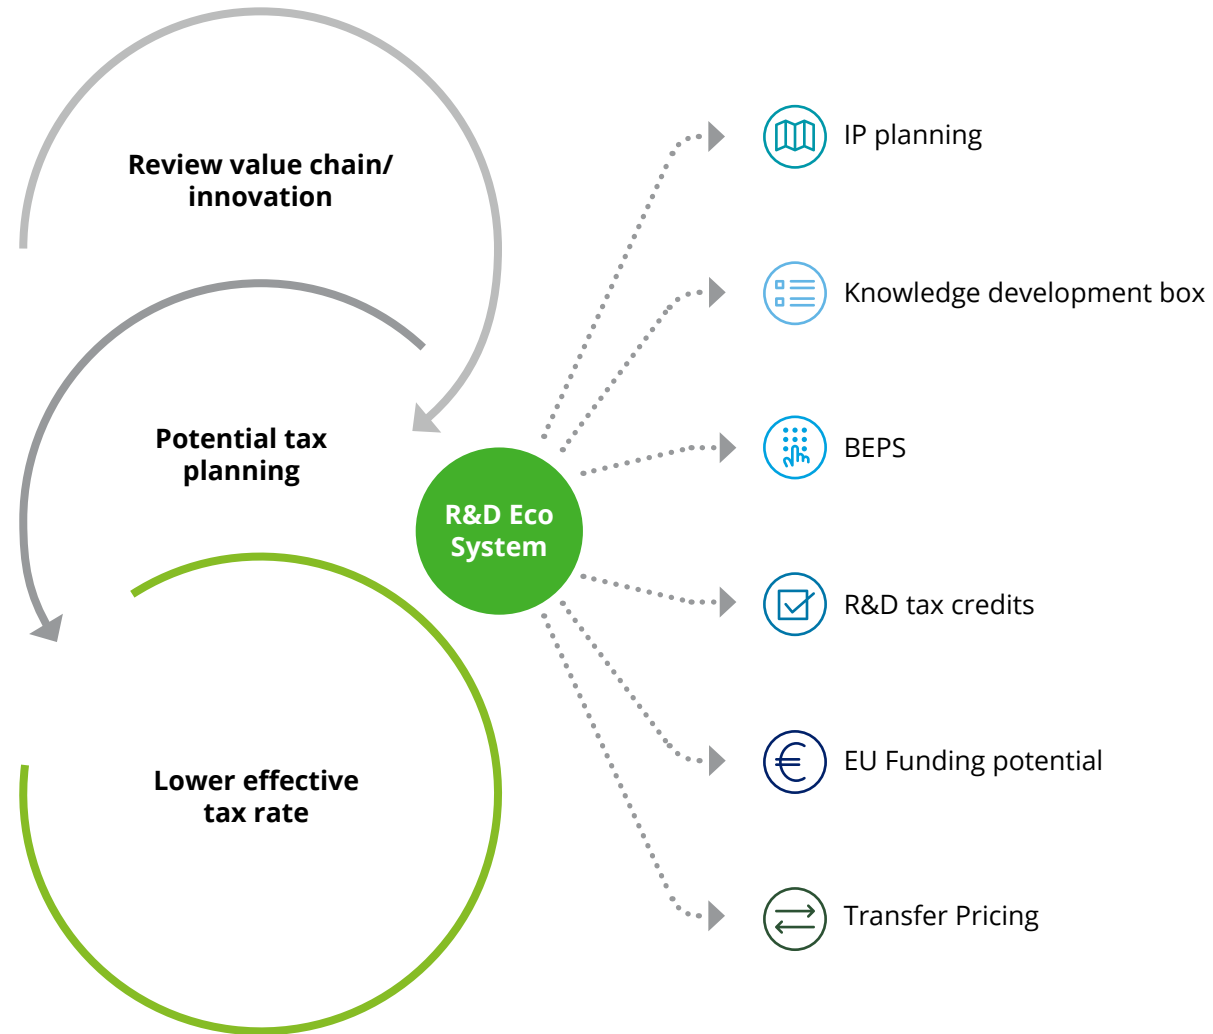 Review value chain/
innovation
Potential tax
planning
Lower effective
tax rate
R&D Eco
System
IP planning
Knowledge development box
BEPS
R&D tax credits
EU Funding potential
Transfer Pricing